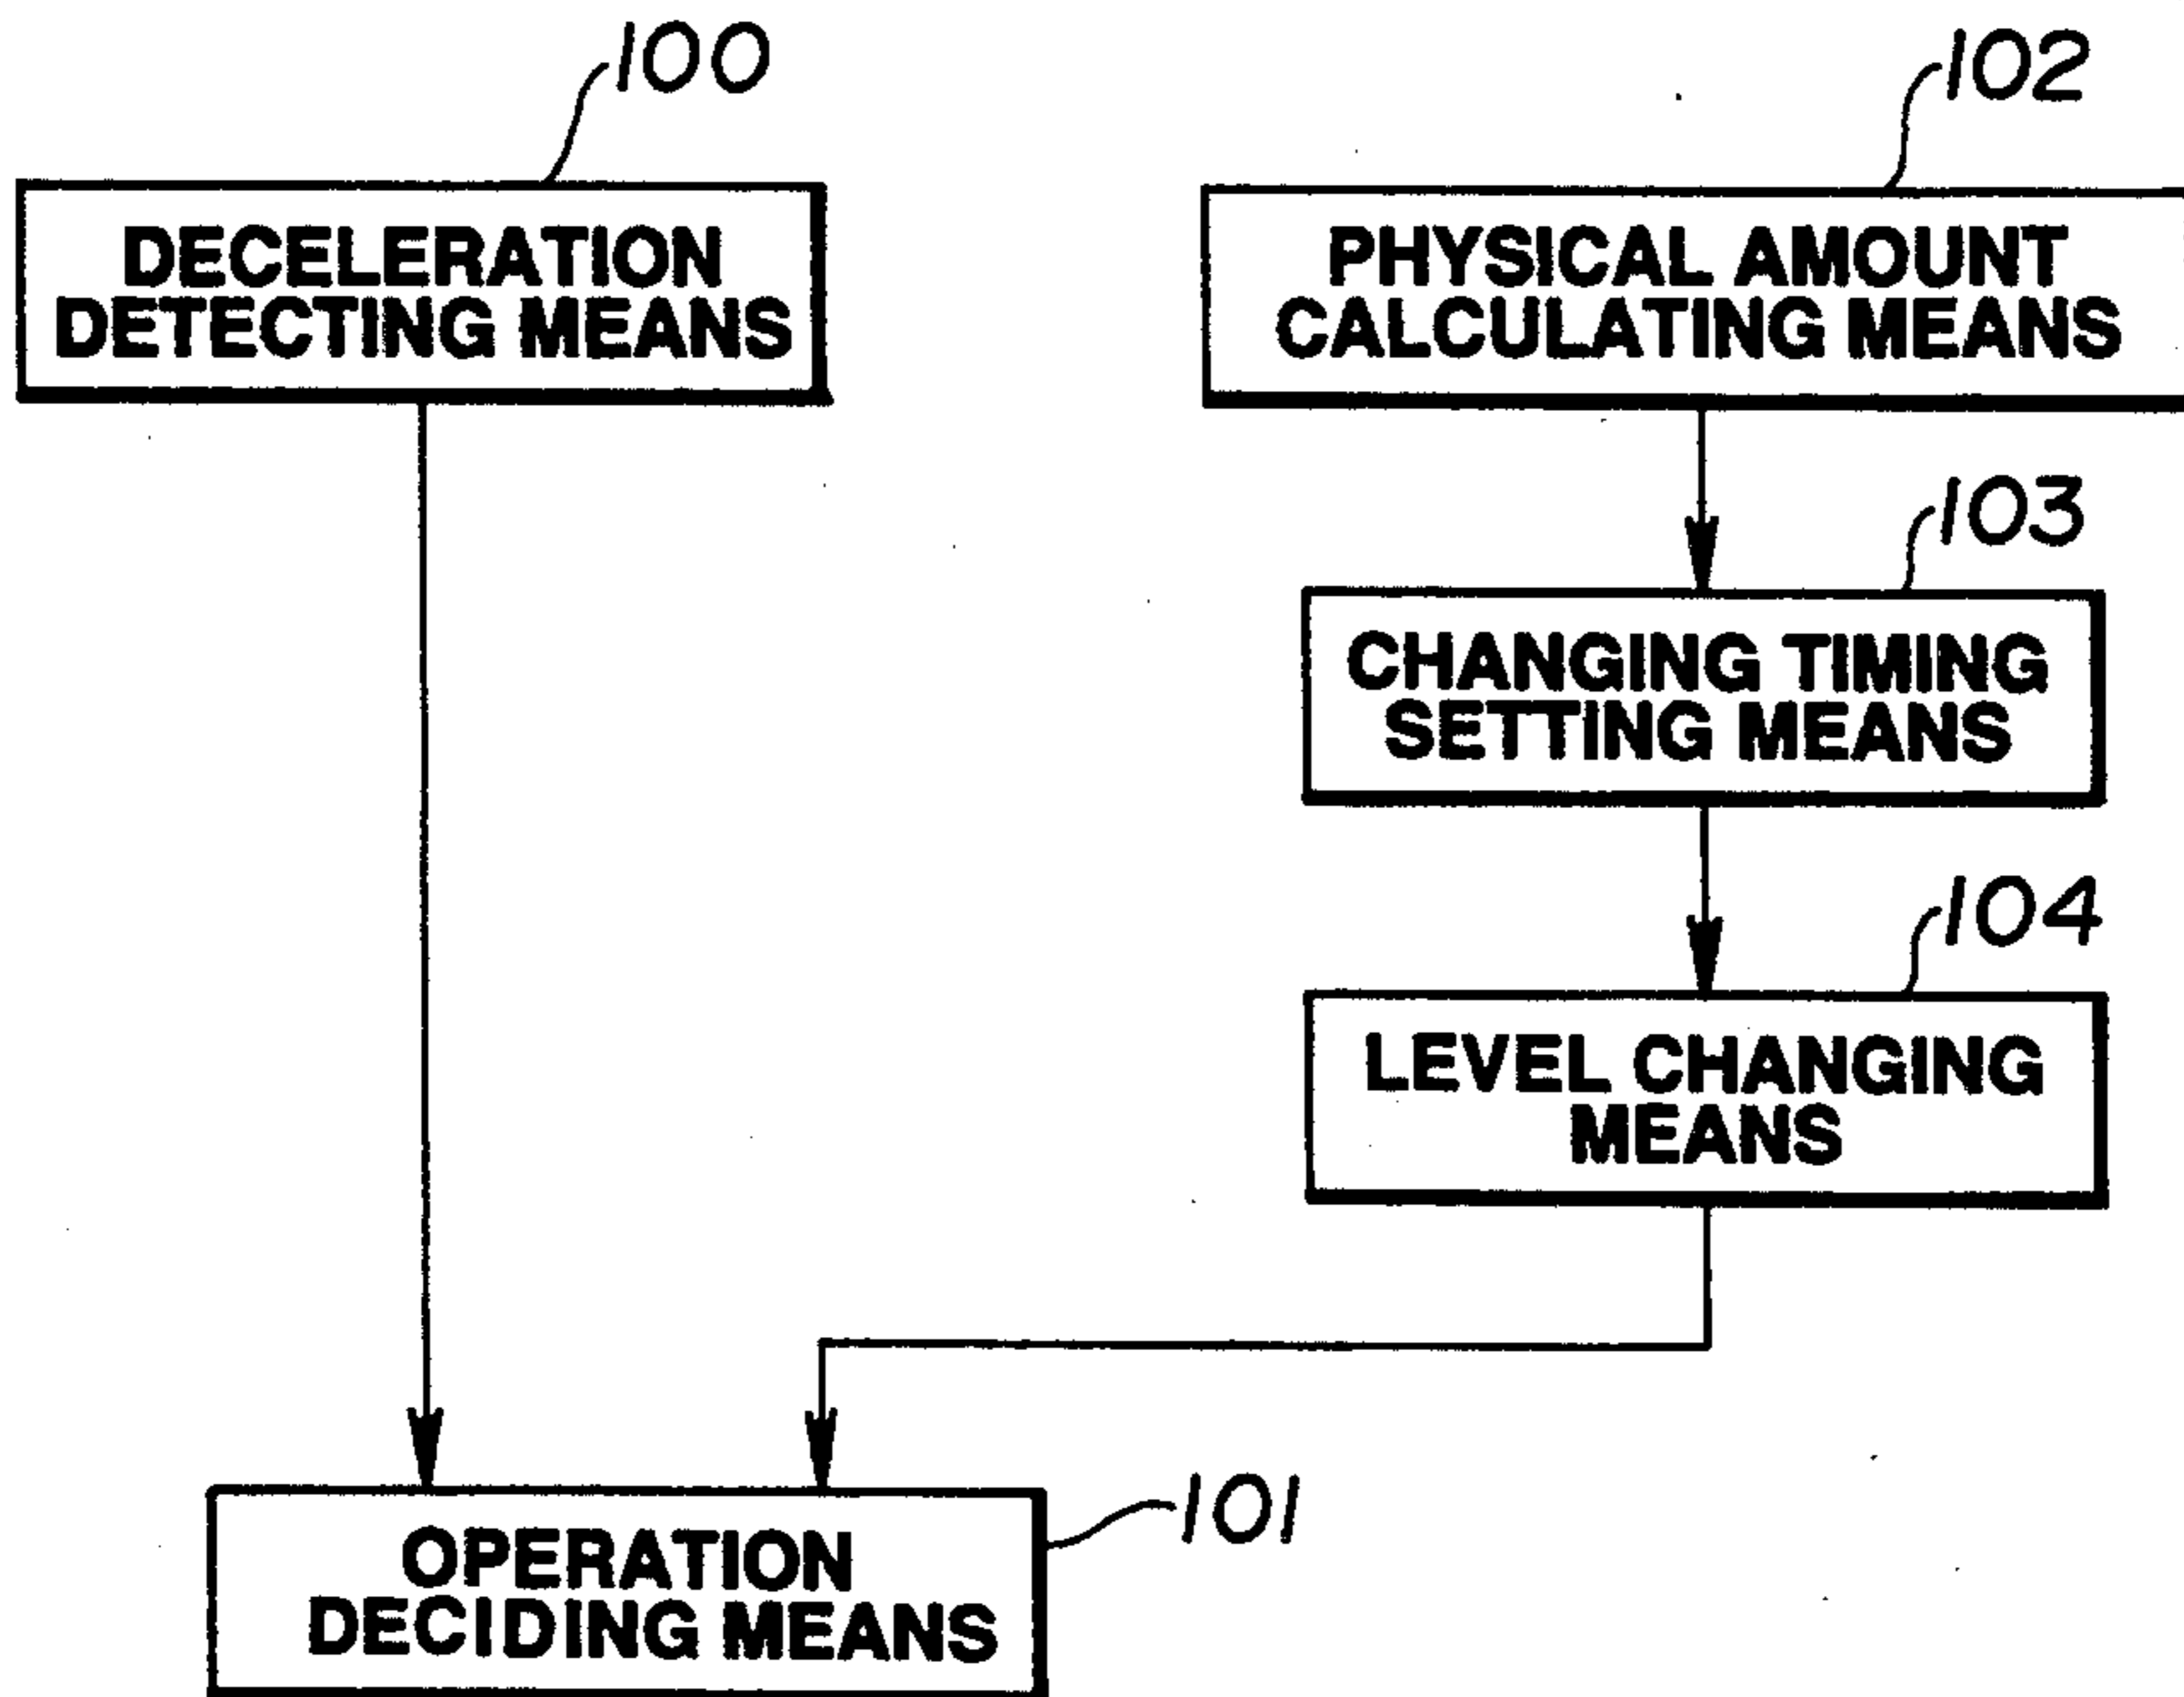 100
DECELERATION
DETECTING MEANS
102
PHYSICAL AMOUNT
CALCULATING MEANS
103
CHANGING TIMING
SETTING MEANS
104
LEVEL CHANGING
MEANS
101
OPERATION
DECIDING MEANS